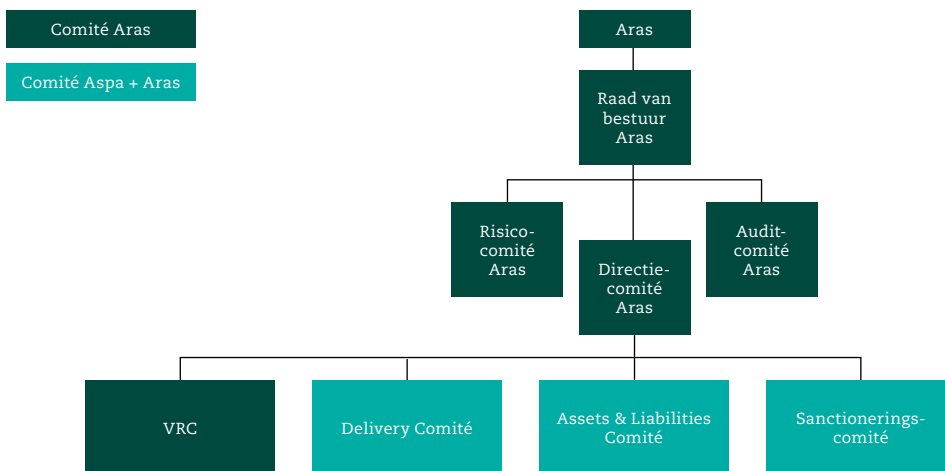 Comité Aras
Comité Aspa + Aras
Aras
Raad van
bestuur
Aras
Risico-
comité
Aras
Directie-
comité
Aras
Audit-
comité
Aras
VRC
Delivery Comité
Assets & Liabilities
Comité
Sanctionerings-
comité